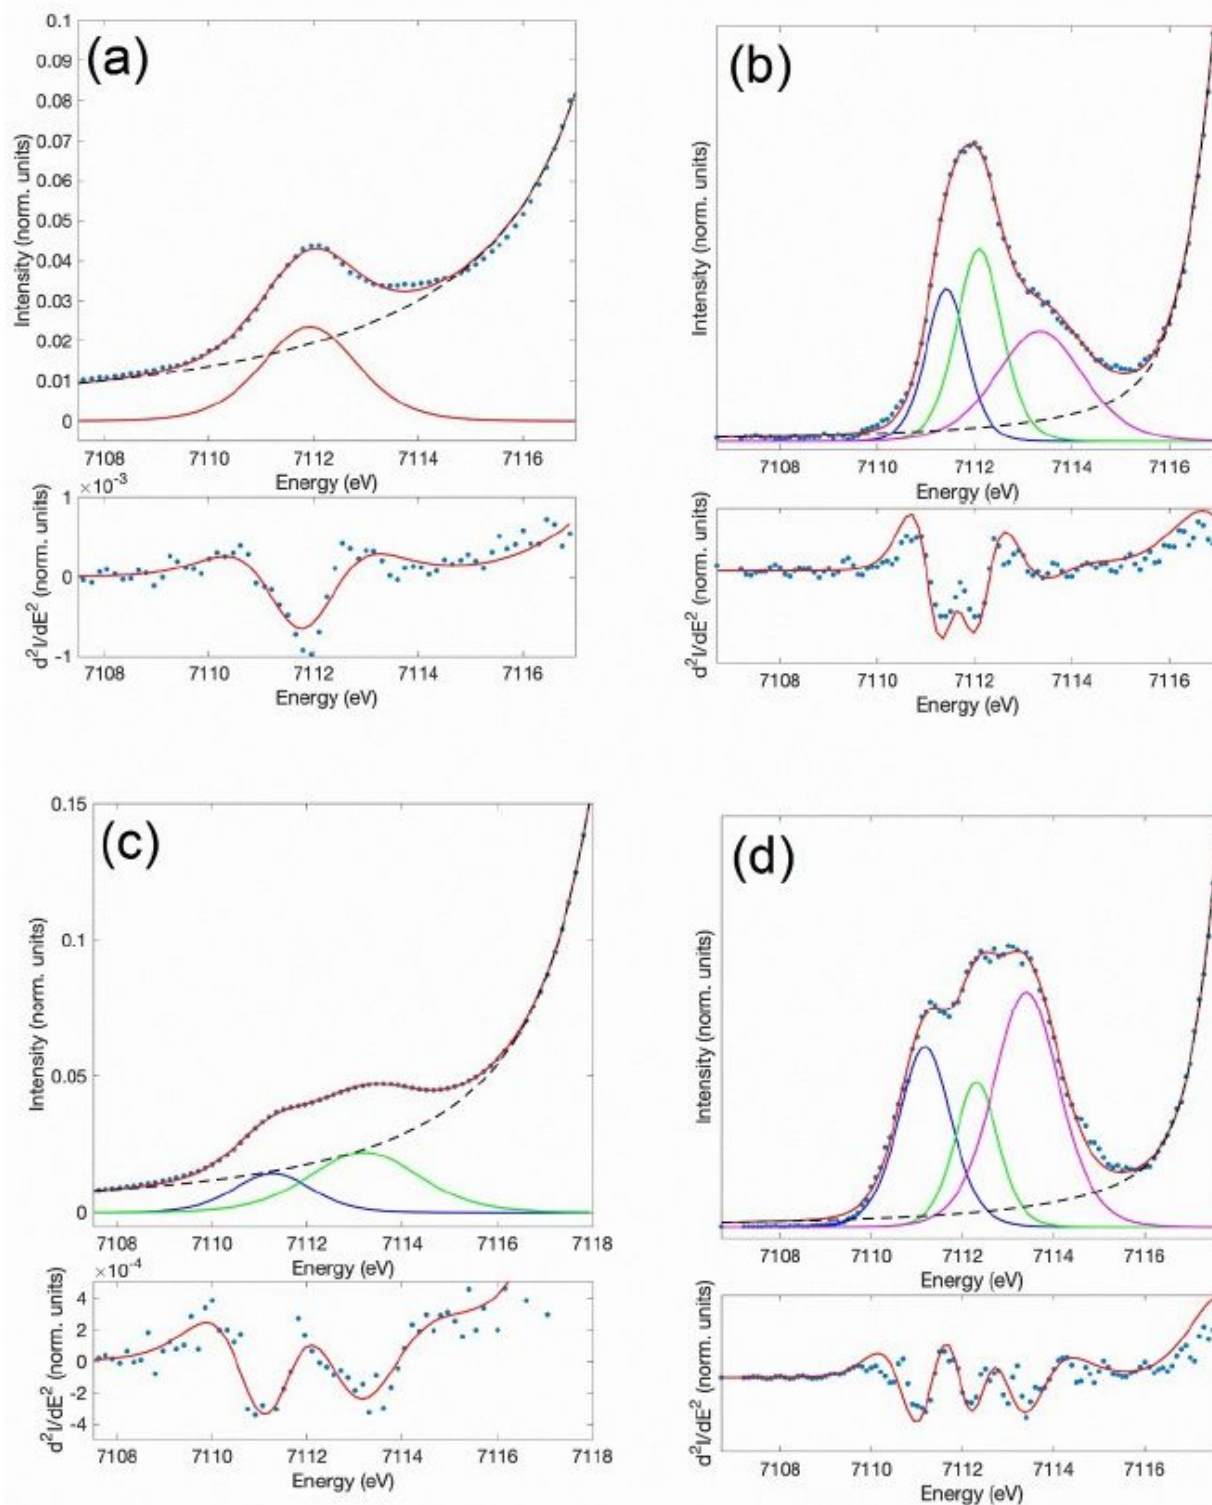 (a)
0.1
0.09
0.08
0.07
0.06
0.05
0.04
0.03
0.02
0.01
0
Intensity (norm. units)
7108 7110 7112 7114 7116
Energy (eV)
×10-3
1
0
-1
d2I/dE2 (norm. units)
7108 7110 7112 7114 7116
Energy (eV)
(b)
Intensity (norm. units)
7108 7110 7112 7114 7116
Energy (eV)
d2I/dE2 (norm. units)
7108 7110 7112 7114 7116
Energy (eV)
(c)
0.15
0.1
0.05
0
Intensity (norm. units)
7108 7110 7112 7114 7116 7118
Energy (eV)
×10-4
4
2
0
-2
-4
d2I/dE2 (norm. units)
7108 7110 7112 7114 7116 7118
Energy (eV)
(d)
Intensity (norm. units)
7108 7110 7112 7114 7116
Energy (eV)
d2I/dE2 (norm. units)
7108 7110 7112 7114 7116
Energy (eV)